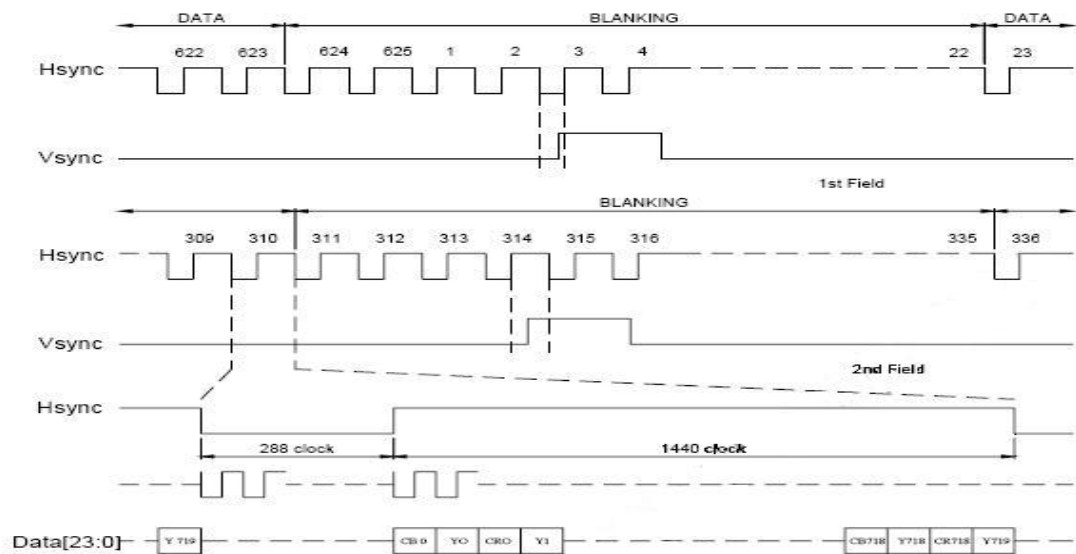 DATA BLANKING DATA
622 623 624 625 1 2 3 4 22 23
Hsync
Vsync
1st Field
BLANKING
309 310 311 312 313 314 315 316 335 336
Hsync
Vsync
2nd Field
Hsync
288 clock 1440 clock
Data[23:0] Y 719 CB 0 YO CRO Y1 CB718 Y718 CR718 Y719